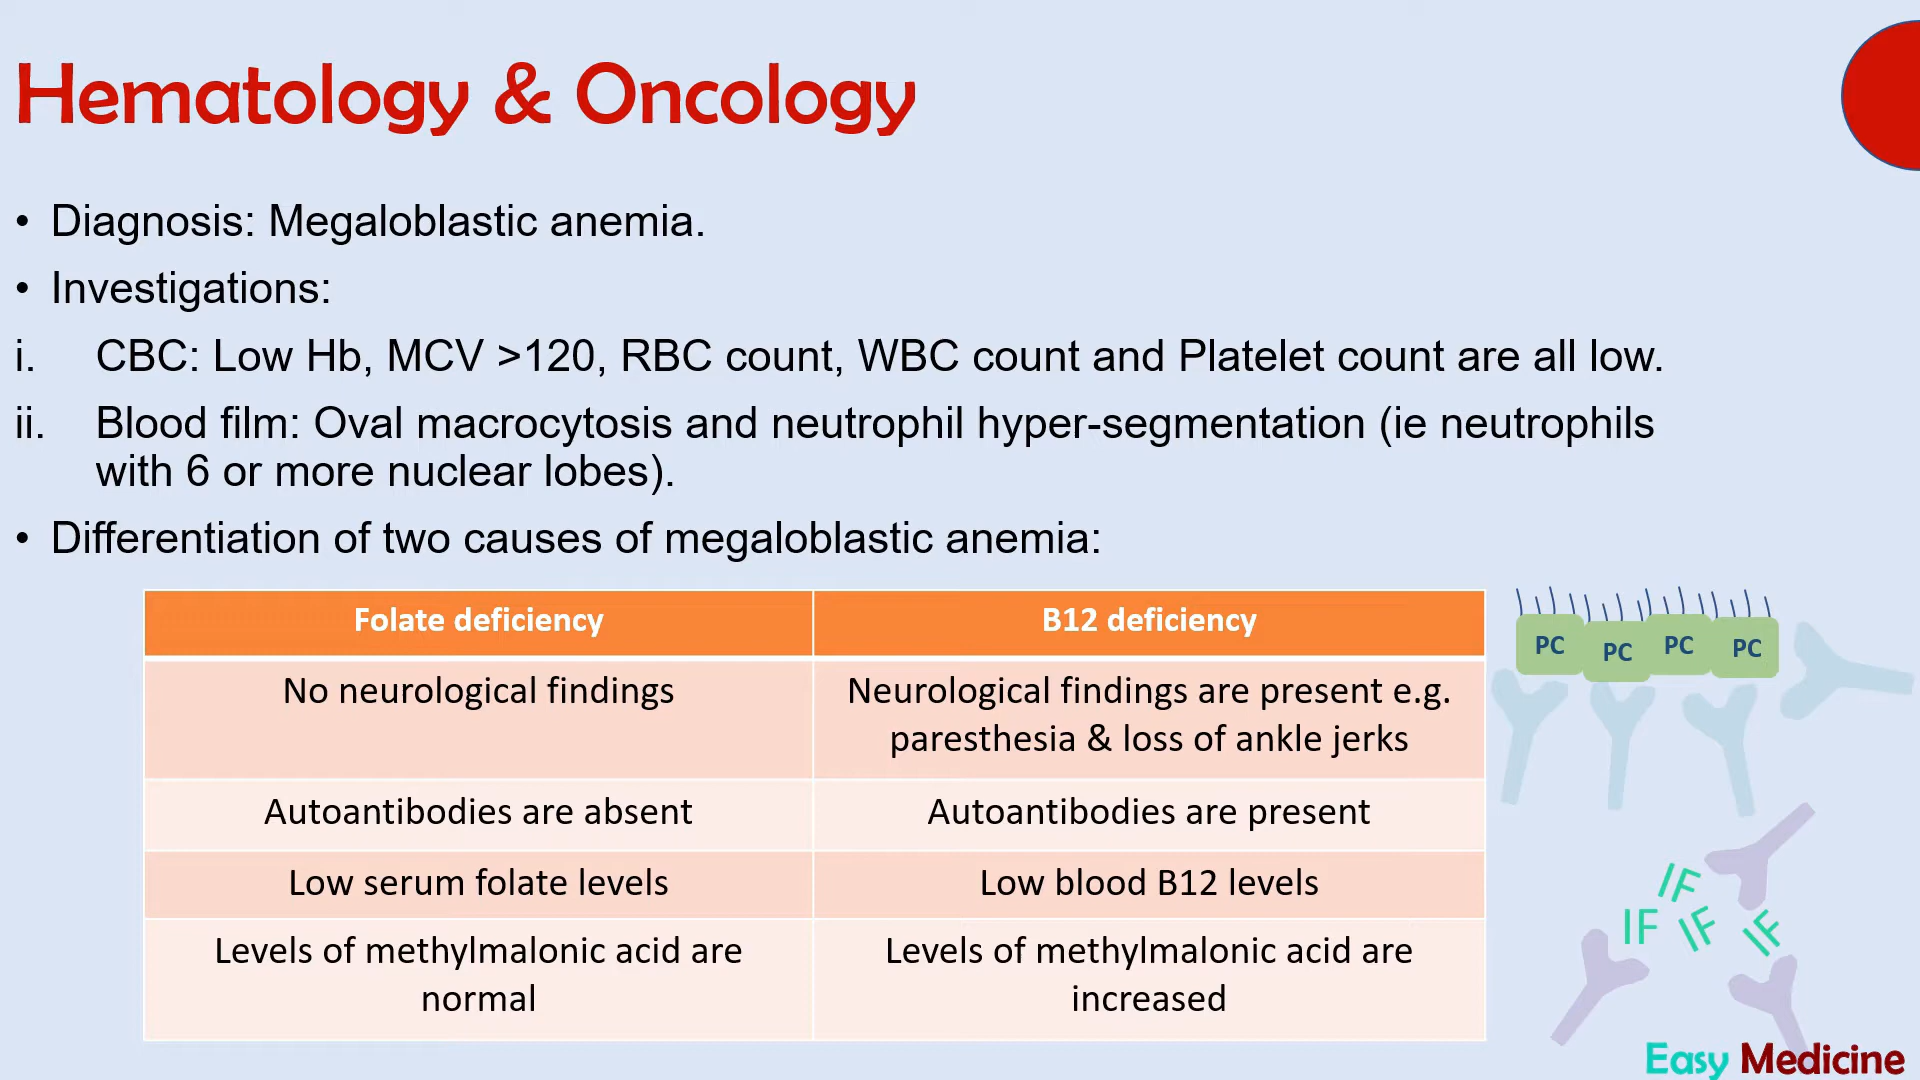 Hematology & Oncology
• Diagnosis: Megaloblastic anemia.
• Investigations:
i. CBC: Low Hb, MCV >120, RBC count, WBC count and Platelet count are all low.
ii. Blood film: Oval macrocytosis and neutrophil hyper-segmentation (ie neutrophils
with 6 or more nuclear lobes).
• Differentiation of two causes of megaloblastic anemia:
Folate deficiency
B12 deficiency
No neurological findings
Neurological findings are present e.g.
paresthesia & loss of ankle jerks
Autoantibodies are absent
Autoantibodies are present
Low serum folate levels
Low blood B12 levels
Levels of methylmalonic acid are
normal
Levels of methylmalonic acid are
increased
PC PC PC PC
IF
IF IF IF
Easy Medicine